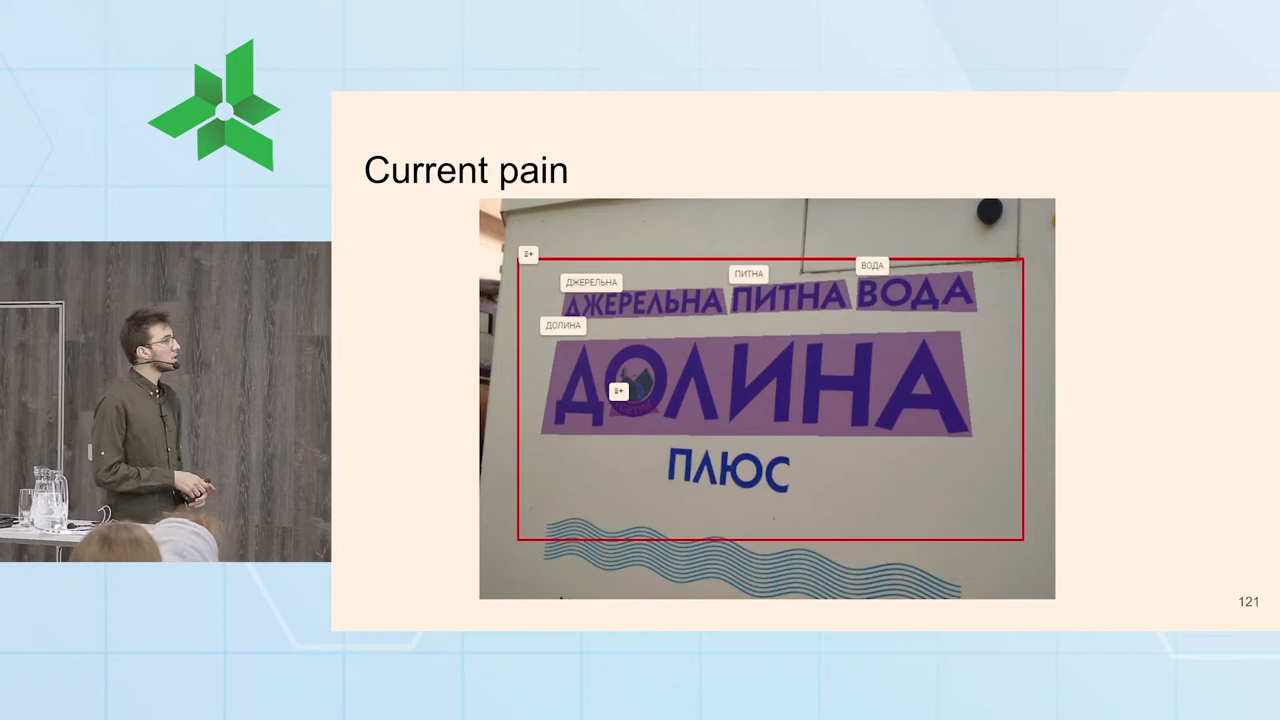 Current pain
ДЖЕРЕЛЬНА ПИТНА ВОДА
ДЖЕРЕЛЬНА ПИТНА ВОДА
ДОЛИНА
ДОЛИНА
ПЛЮС
121